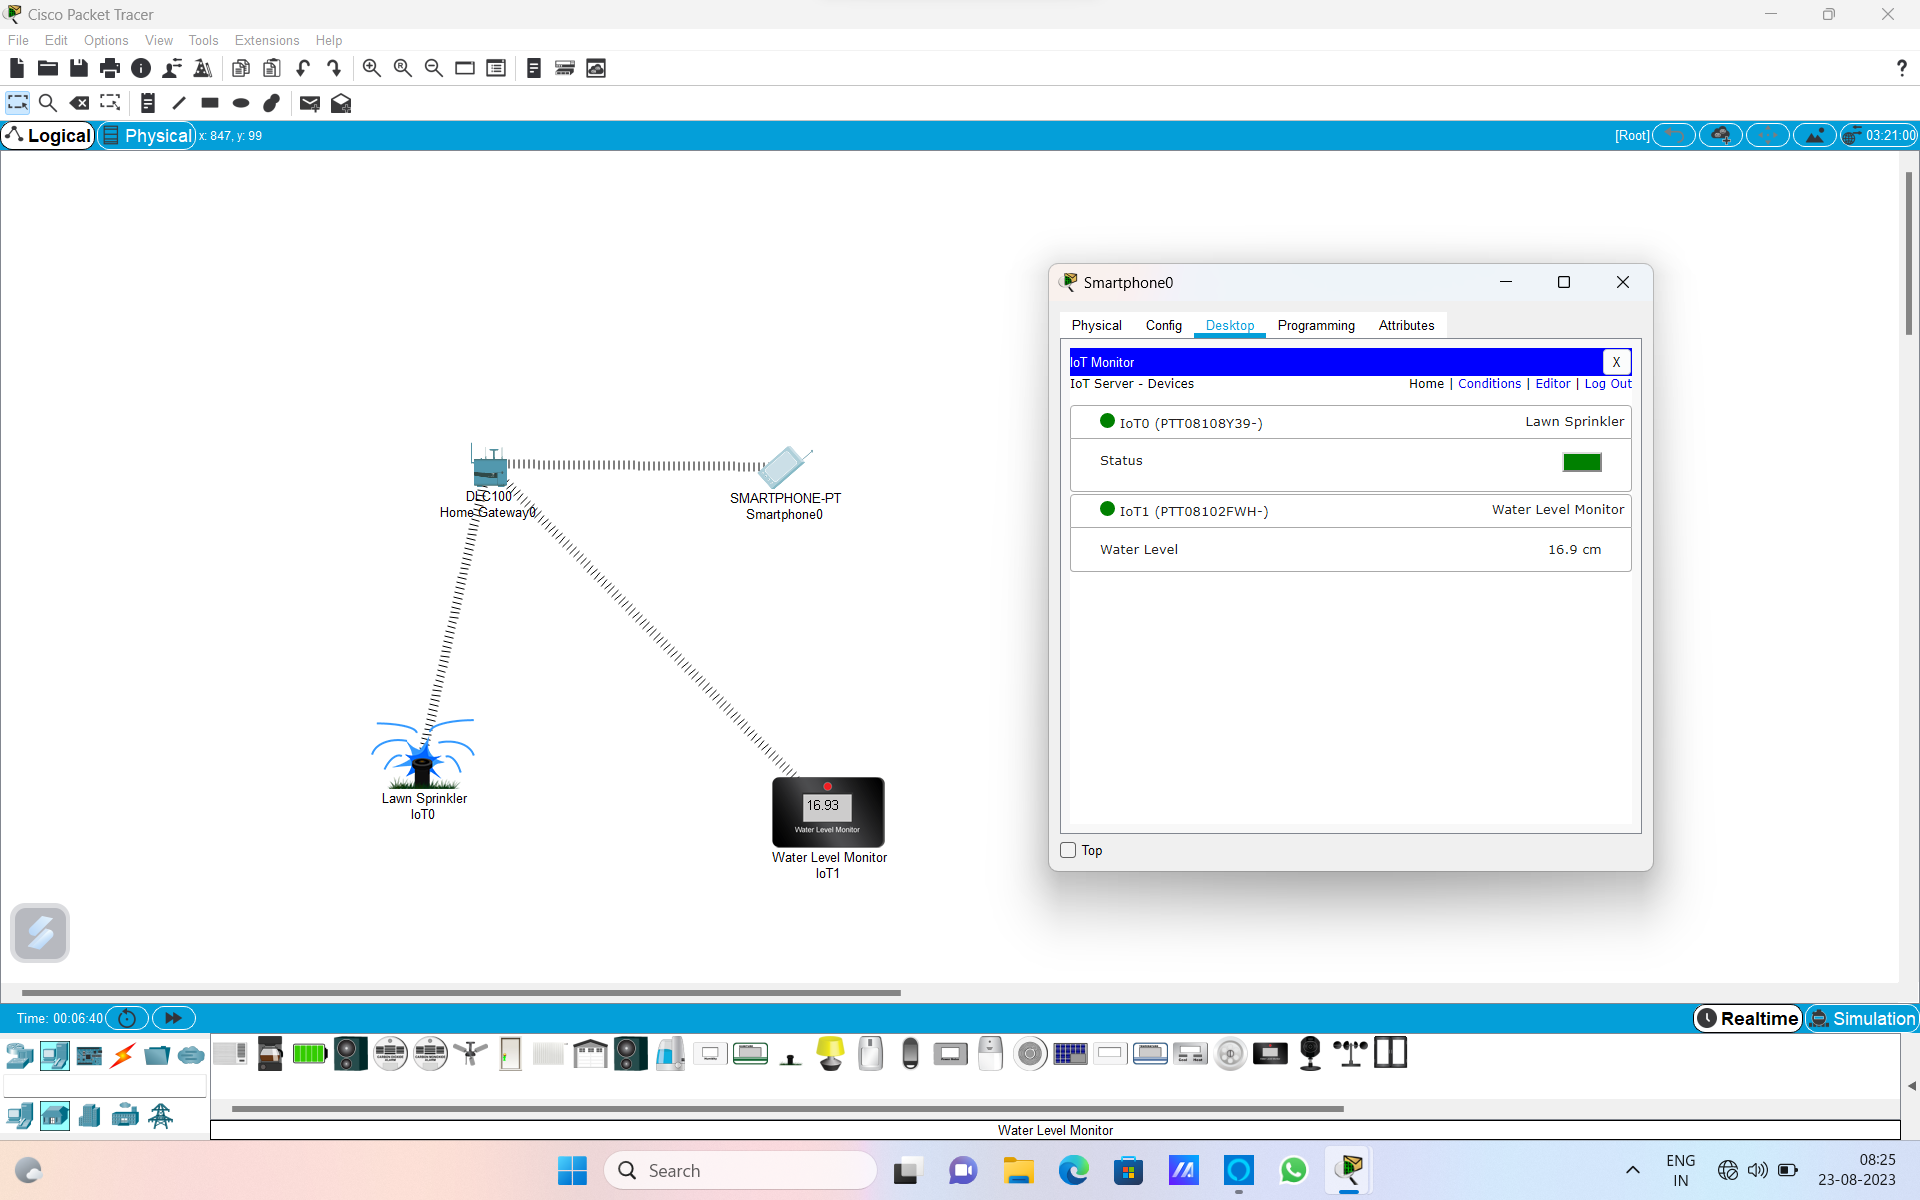 Cisco Packet Tracer
File Edit Options View Tools Extensions Help
?
Logical Physical x: 847, y: 99 [Root] 03:21:00
Smartphone0
Physical Config Desktop Programming Attributes
IoT Monitor X
IoT Server - Devices Home | Conditions | Editor | Log Out
IoT0 (PTT08108Y39-) Lawn Sprinkler
Status
IoT1 (PTT08102FWH-) Water Level Monitor
Water Level 16.9 cm
Top
DLC100
Home Gateway0
SMARTPHONE-PT
Smartphone0
Lawn Sprinkler
IoT0
16.93
Water Level Monitor
Water Level Monitor
IoT1
Time: 00:06:40 Realtime Simulation
Water Level Monitor
Search
ENG
IN
08:25
23-08-2023